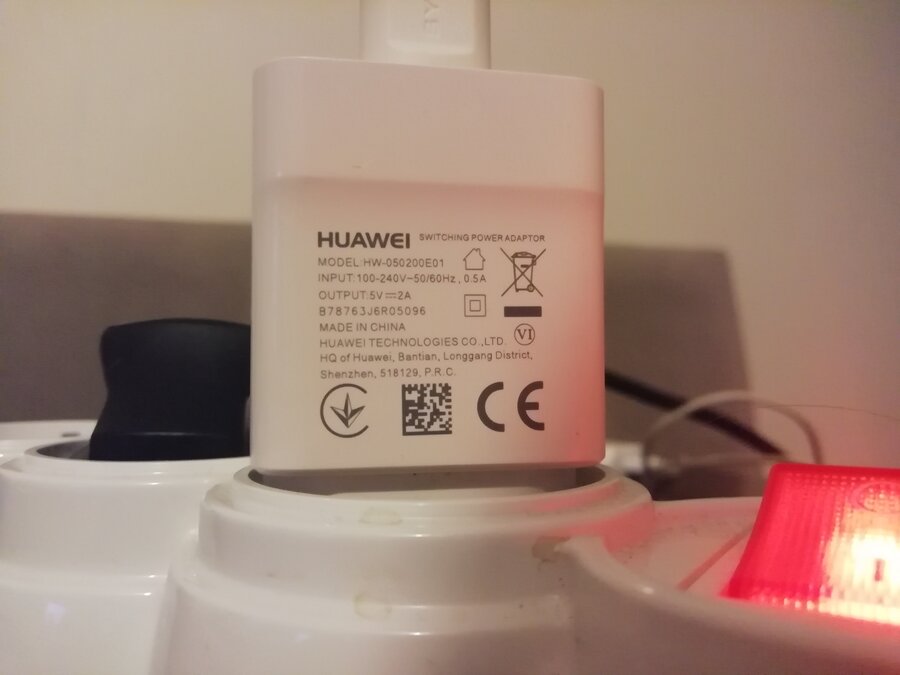 HUAWEI SWITCHING POWER ADAPTOR
MODEL:HW-050200E01
INPUT:100-240V~50/60Hz, 0.5A
OUTPUT:5V⎓2A
B78763J6R05096
MADE IN CHINA
HUAWEI TECHNOLOGIES CO.,LTD.
VI
HQ of Huawei, Bantian, Longgang District,
Shenzhen, 518129, P.R.C.
CE